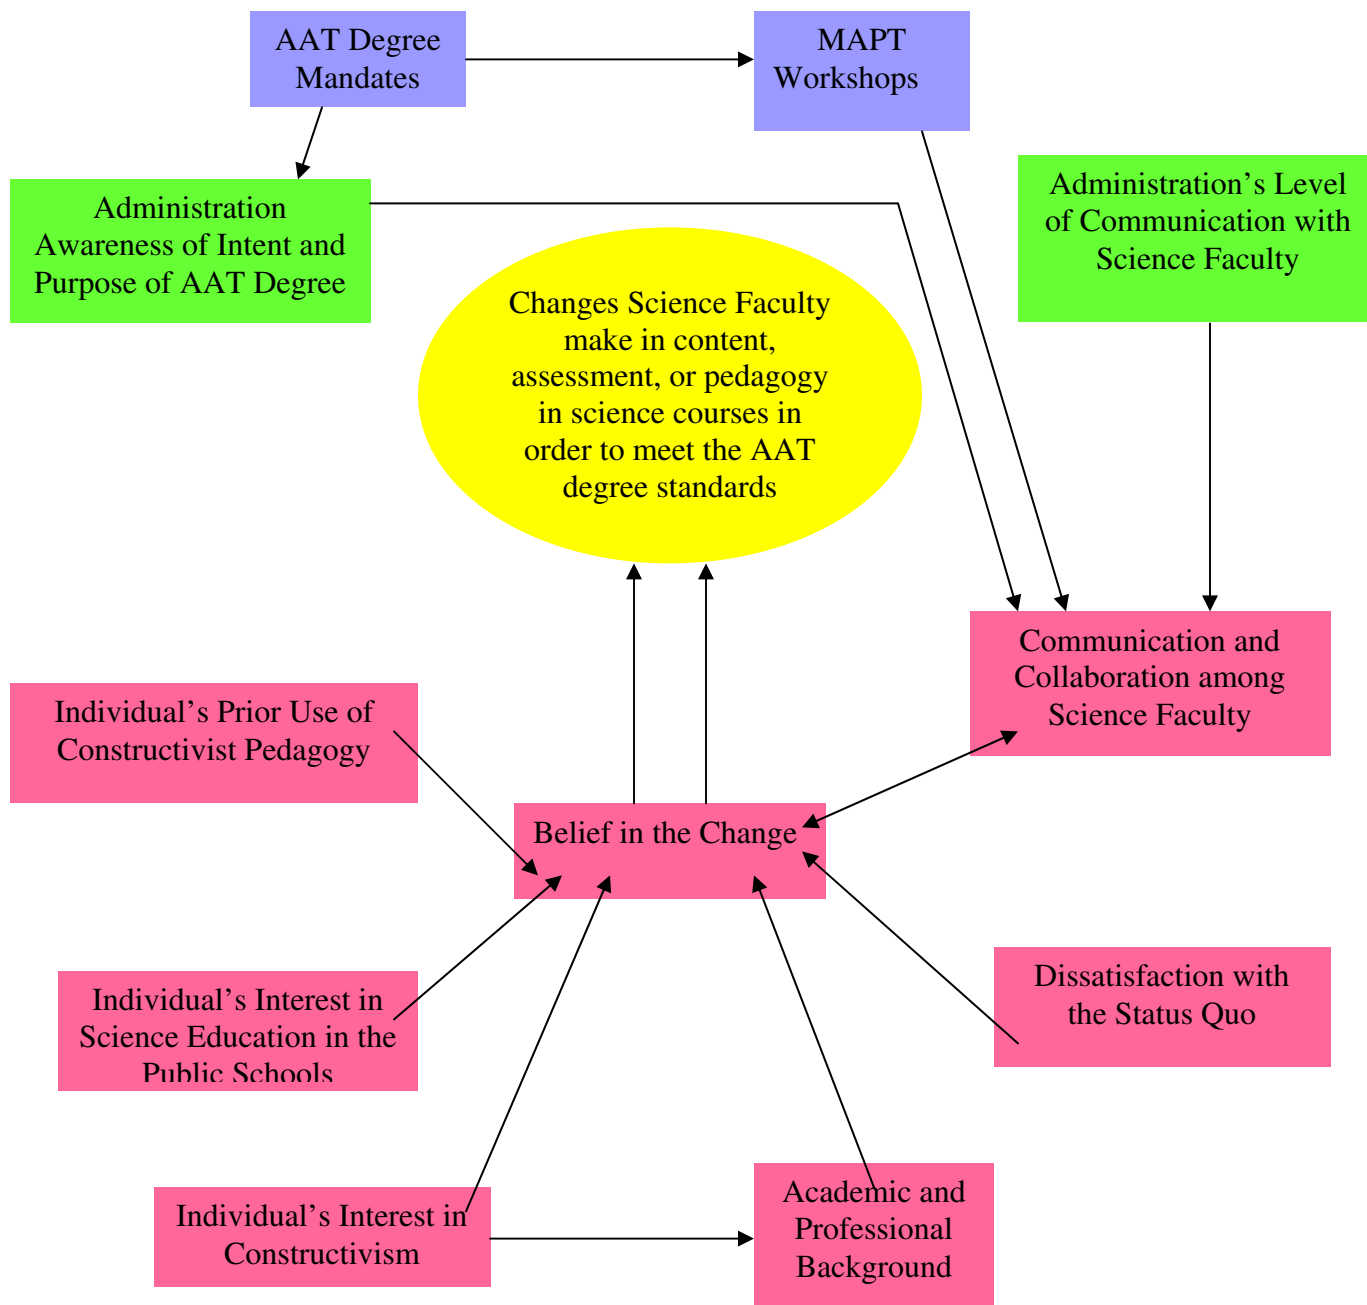 AAT Degree
Mandates
MAPT
Workshops
Administration
Awareness of Intent and
Purpose of AAT Degree
Administration’s Level
of Communication with
Science Faculty
Changes Science Faculty
make in content,
assessment, or pedagogy
in science courses in
order to meet the AAT
degree standards
Communication and
Collaboration among
Science Faculty
Individual’s Prior Use of
Constructivist Pedagogy
Belief in the Change
Individual’s Interest in
Science Education in the
Public Schools
Dissatisfaction with
the Status Quo
Individual’s Interest in
Constructivism
Academic and
Professional
Background